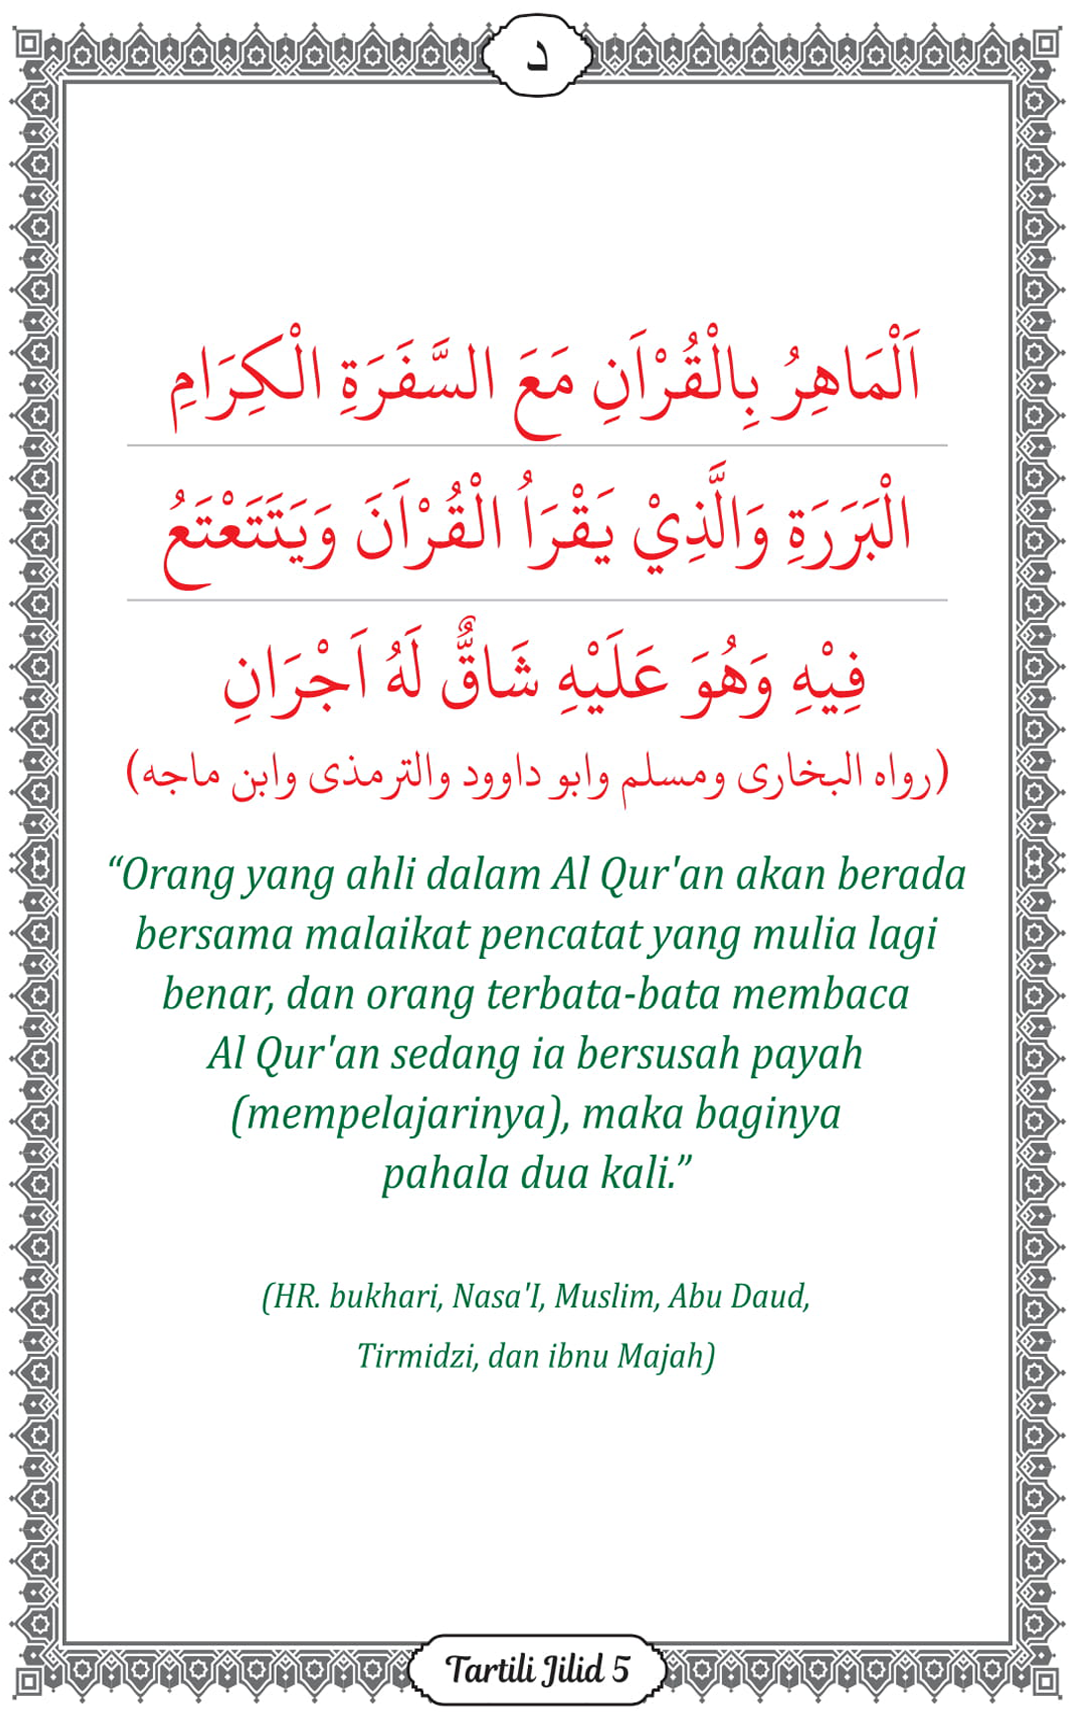 د
اَلْمَاهِرُ بِالْقُرْاَنِ مَعَ السَّفَرَةِ الْكِرَامِ
الْبَرَرَةِ وَالَّذِيْ يَقْرَاُ الْقُرْاَنَ وَيَتَتَعْتَعُ
فِيْهِ وَهُوَ عَلَيْهِ شَاقٌّ لَهُ اَجْرَانِ
(رواه البخارى ومسلم وابو داوود والترمذى وابن ماجه)
“Orang yang ahli dalam Al Qur'an akan berada
bersama malaikat pencatat yang mulia lagi
benar, dan orang terbata-bata membaca
Al Qur'an sedang ia bersusah payah
(mempelajarinya), maka baginya
pahala dua kali.”
(HR. bukhari, Nasa'I, Muslim, Abu Daud,
Tirmidzi, dan ibnu Majah)
Tartili Jilid 5